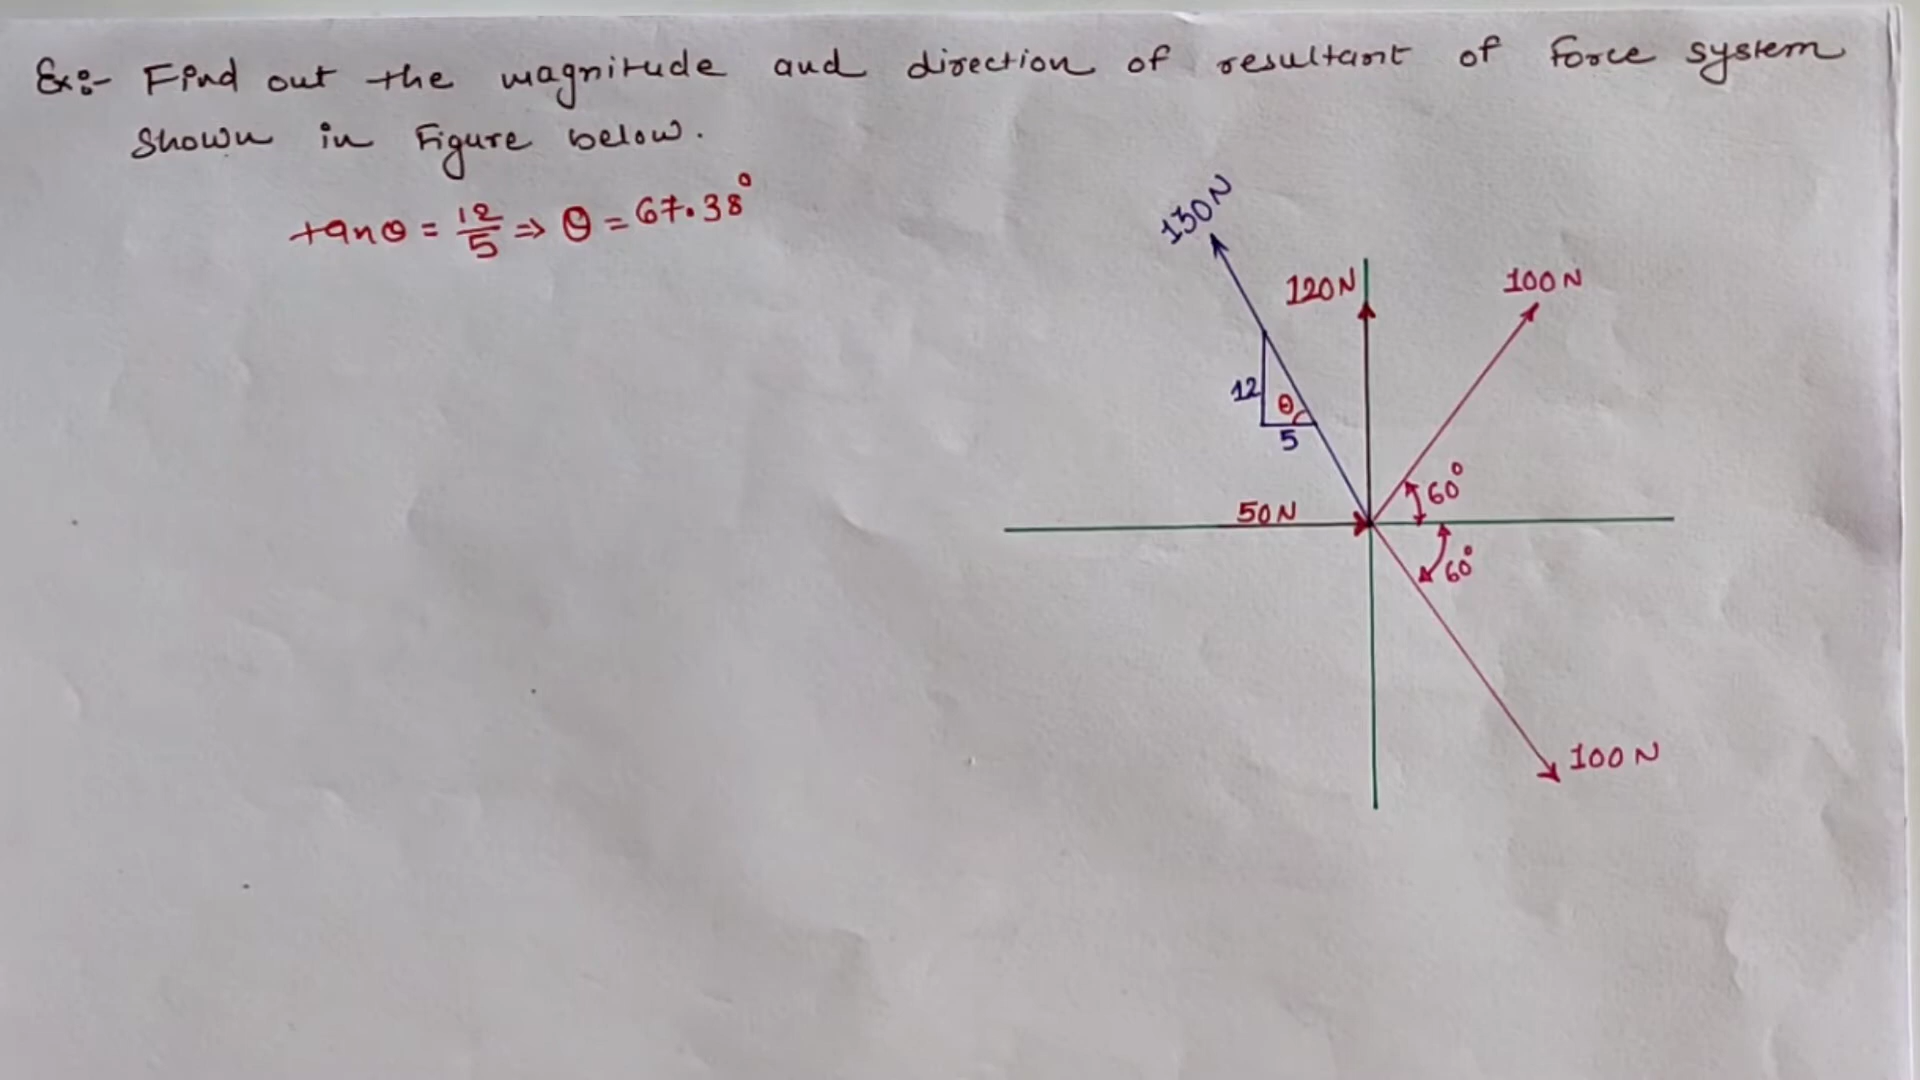 Ex:- Find out the magnitude and direction of resultant of force system
shown in Figure below.
tanθ = 12/5 ⇒ θ = 67.38°
130N
120N
100N
12
θ
5
60°
50N
60°
100N